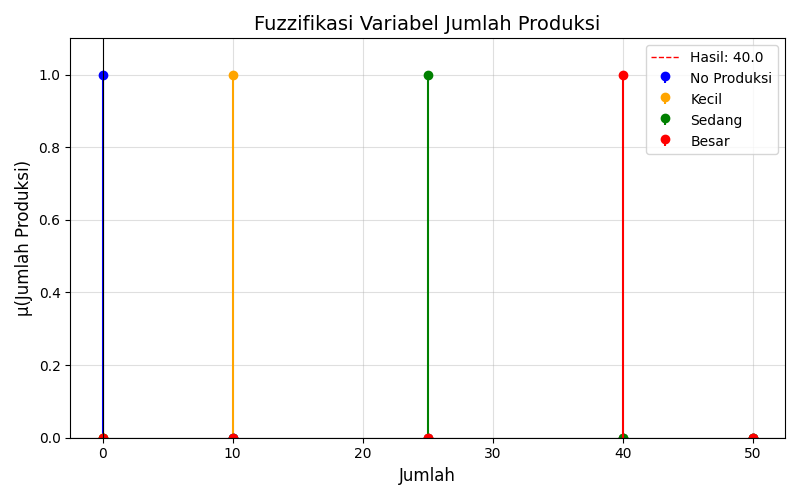 Fuzzifikasi Variabel Jumlah Produksi
Hasil: 40.0
No Produksi
Kecil
Sedang
Besar
μ(Jumlah Produksi)
1.0
0.8
0.6
0.4
0.2
0.0
0 10 20 30 40 50
Jumlah